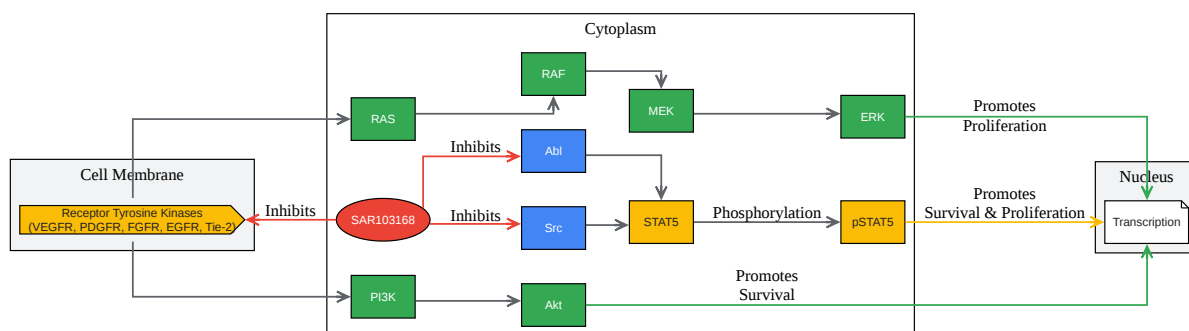 Cytoplasm
RAF
RAS
MEK
ERK
Promotes
Proliferation
Inhibits
Abl
Cell Membrane
Nucleus
Receptor Tyrosine Kinases
(VEGFR, PDGFR, FGFR, EGFR, Tie-2)
Inhibits
SAR103168
Inhibits
Src
STAT5
Phosphorylation
pSTAT5
Promotes
Survival & Proliferation
Transcription
PI3K
Akt
Promotes
Survival